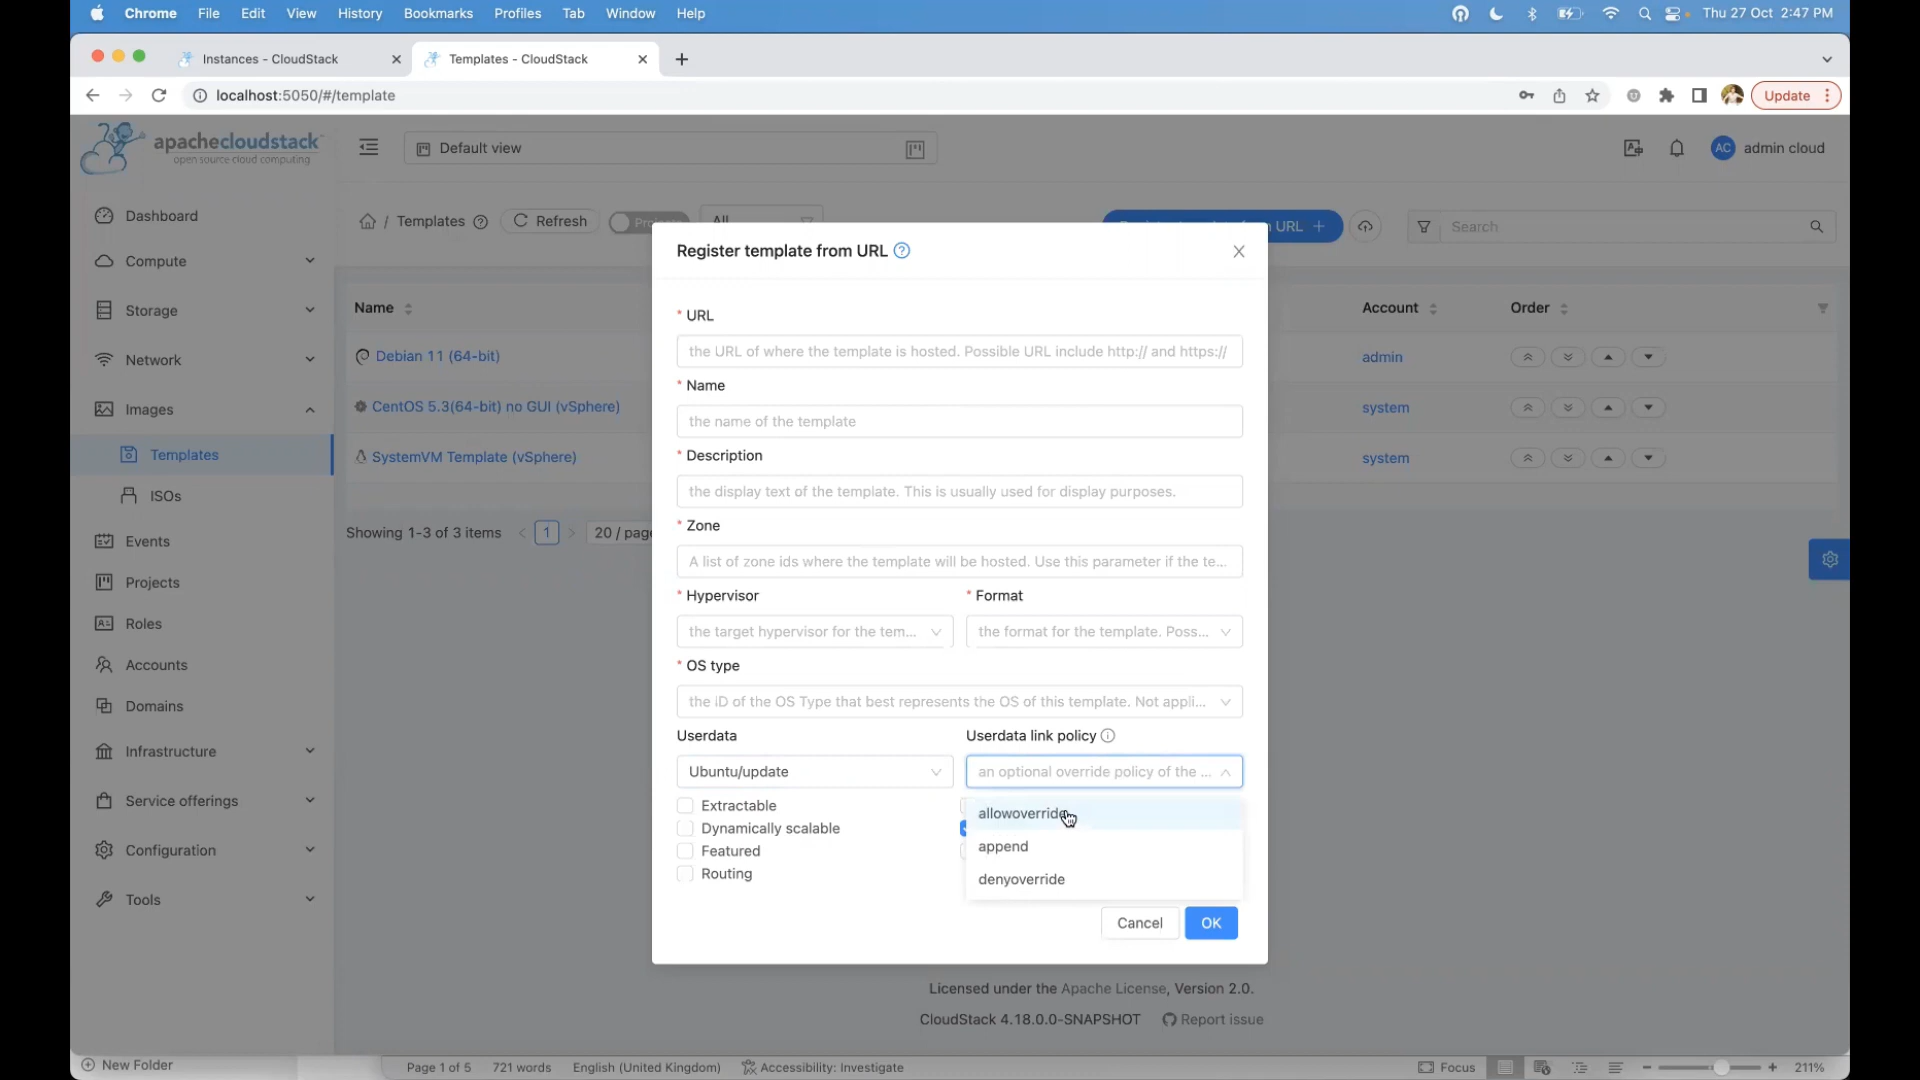 Chrome File Edit View History Bookmarks Profiles Tab Window Help Thu 27 Oct 2:47 PM
Instances - CloudStack Templates - CloudStack
localhost:5050/#/template Update
apachecloudstack
open source cloud computing
Default view AC admin cloud
Dashboard
/ Templates Refresh All URL Search
Compute
Register template from URL
Storage
Name Account Order
* URL
the URL of where the template is hosted. Possible URL include http:// and https://
Network
Debian 11 (64-bit) admin
* Name
Images
CentOS 5.3(64-bit) no GUI (vSphere) system
the name of the template
Templates
SystemVM Template (vSphere) system
* Description
the display text of the template. This is usually used for display purposes.
ISOs
* Zone
Showing 1-3 of 3 items < 1 > 20 / page
Events
A list of zone ids where the template will be hosted. Use this parameter if the te...
Projects
* Hypervisor * Format
Roles
the target hypervisor for the tem... the format for the template. Poss...
Accounts
* OS type
Domains
the ID of the OS Type that best represents the OS of this template. Not appli...
Userdata Userdata link policy
Infrastructure
Ubuntu/update an optional override policy of the ...
Service offerings
Extractable
allowoverride
Dynamically scalable
Configuration
Featured
append
Routing
denyoverride
Tools
Cancel OK
Licensed under the Apache License, Version 2.0.
CloudStack 4.18.0.0-SNAPSHOT Report issue
New Folder Page 1 of 5 721 words English (United Kingdom) Accessibility: Investigate Focus 211%